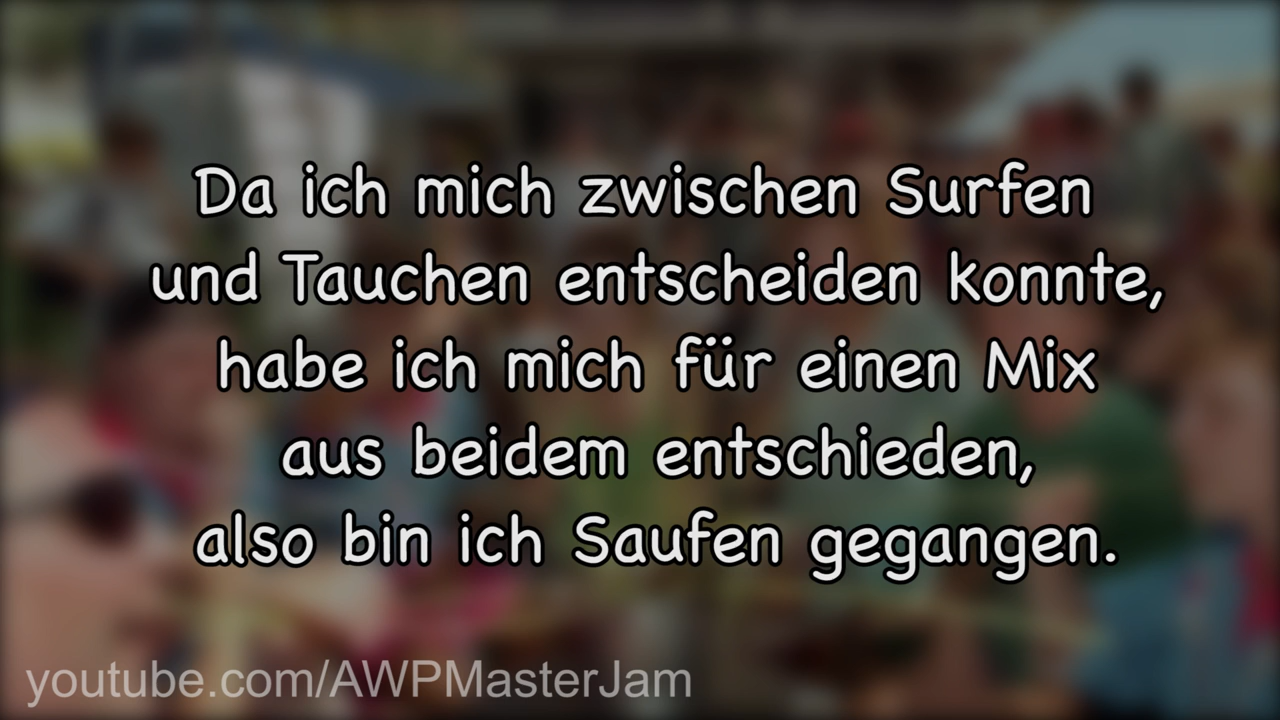 Da ich mich zwischen Surfen
und Tauchen entscheiden konnte,
habe ich mich für einen Mix
aus beidem entschieden,
also bin ich Saufen gegangen.
youtube.com/AWPMasterJam